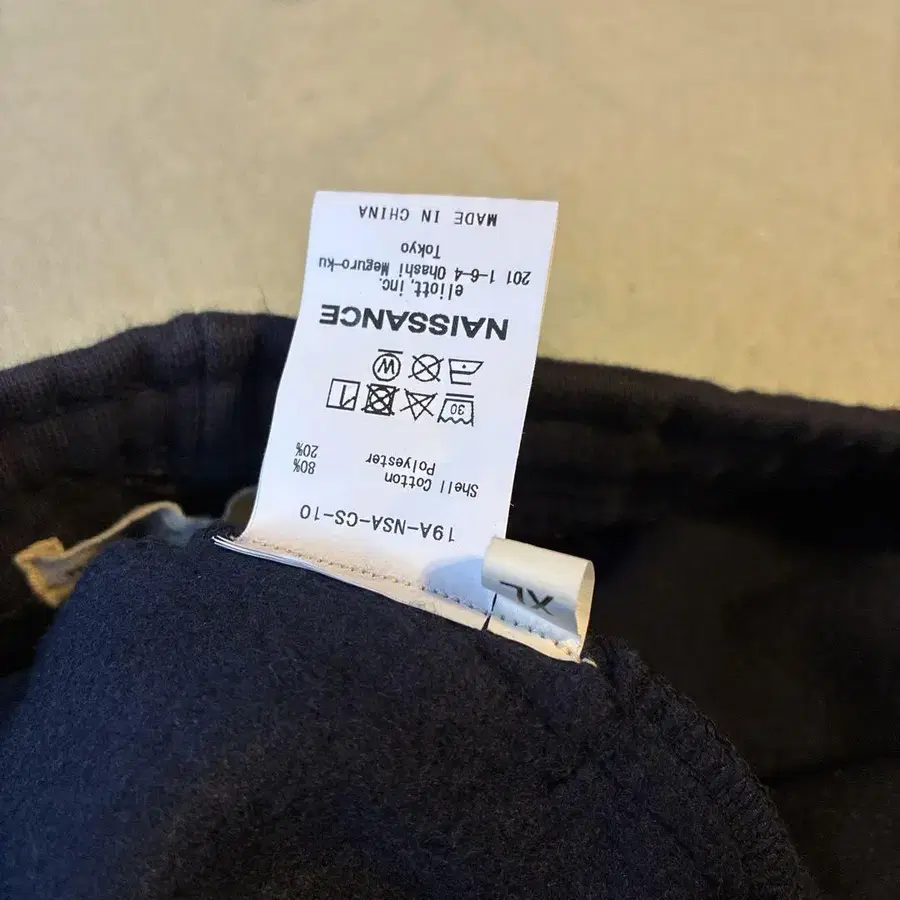 19A-NSA-CS-10
Shell Cotton 80%
Polyester 20%
30
W
NAISSANCE
eliott, inc.
201 1-6-4 Ohashi Meguro-ku
Tokyo
MADE IN CHINA
XL